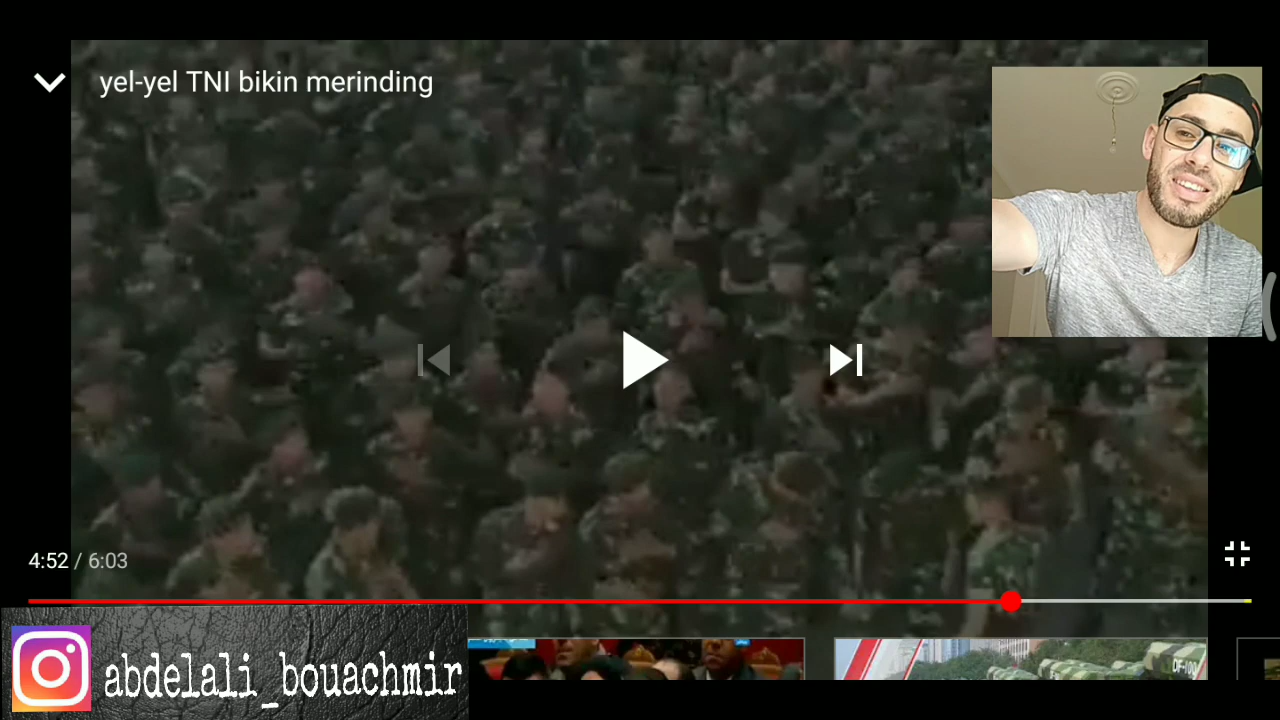 yel-yel TNI bikin merinding
4:52 / 6:03
DF-100
abdelali_bouachmir